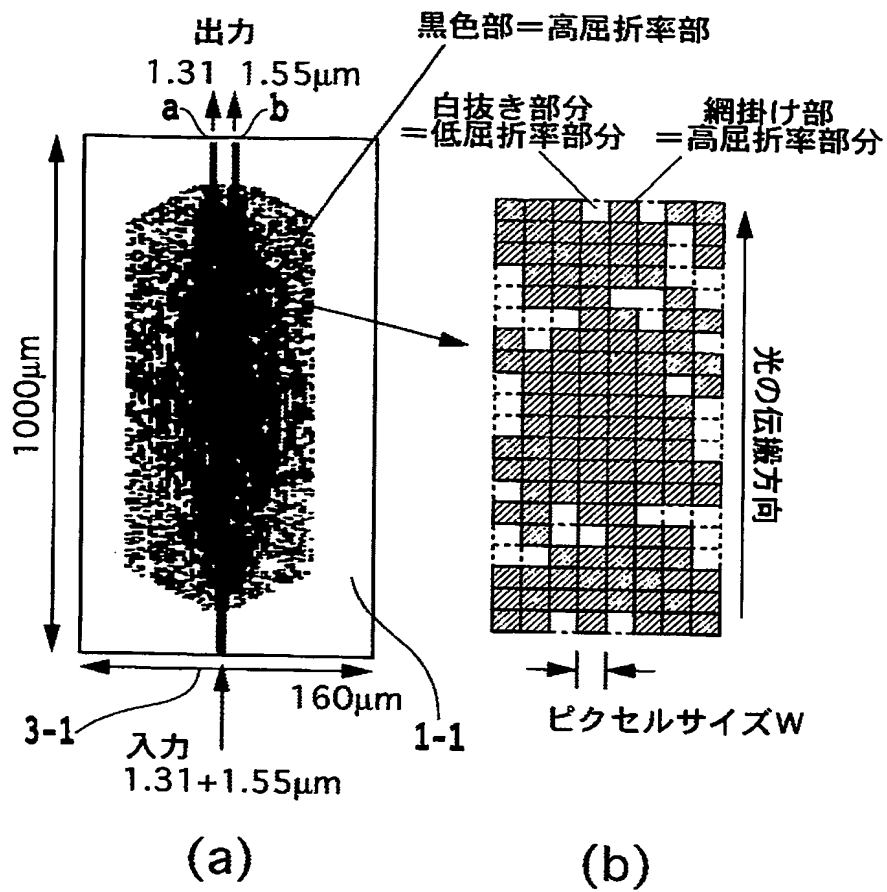 出力
1.31 1.55μm
a b
黒色部=高屈折率部
白抜き部分
=低屈折率部分
網掛け部
=高屈折率部分
1000μm
光の伝搬方向
160μm
3-1
1-1
入力
1.31+1.55μm
ピクセルサイズW
(a)
(b)